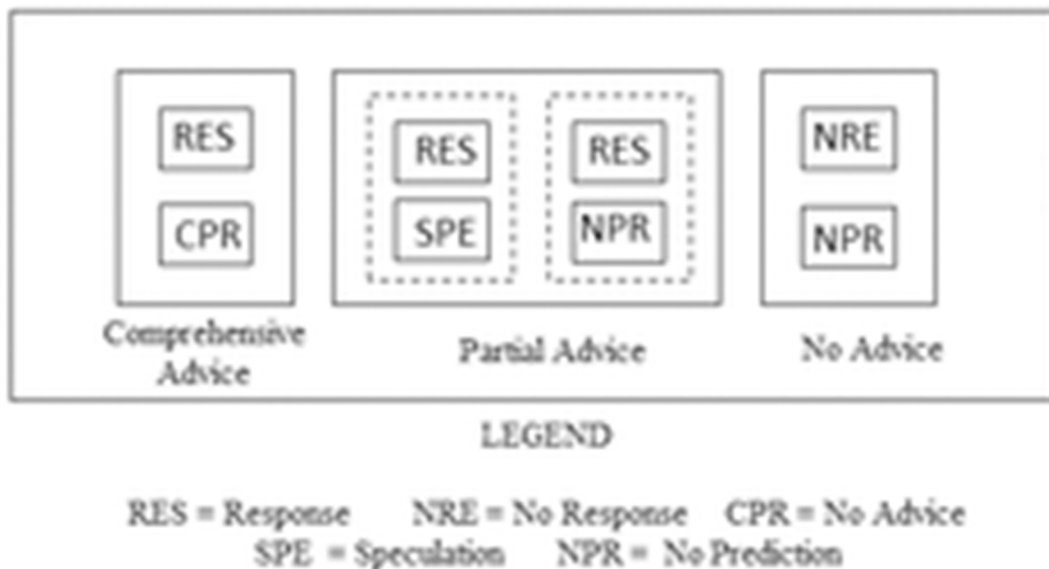 RES
CPR
Comprehensive
Advice
RES
SPE
RES
NPR
Partial Advice
NRE
NPR
No Advice
LEGEND
RES = Response NRE = No Response CPR = No Advice
SPE = Speculation NPR = No Prediction